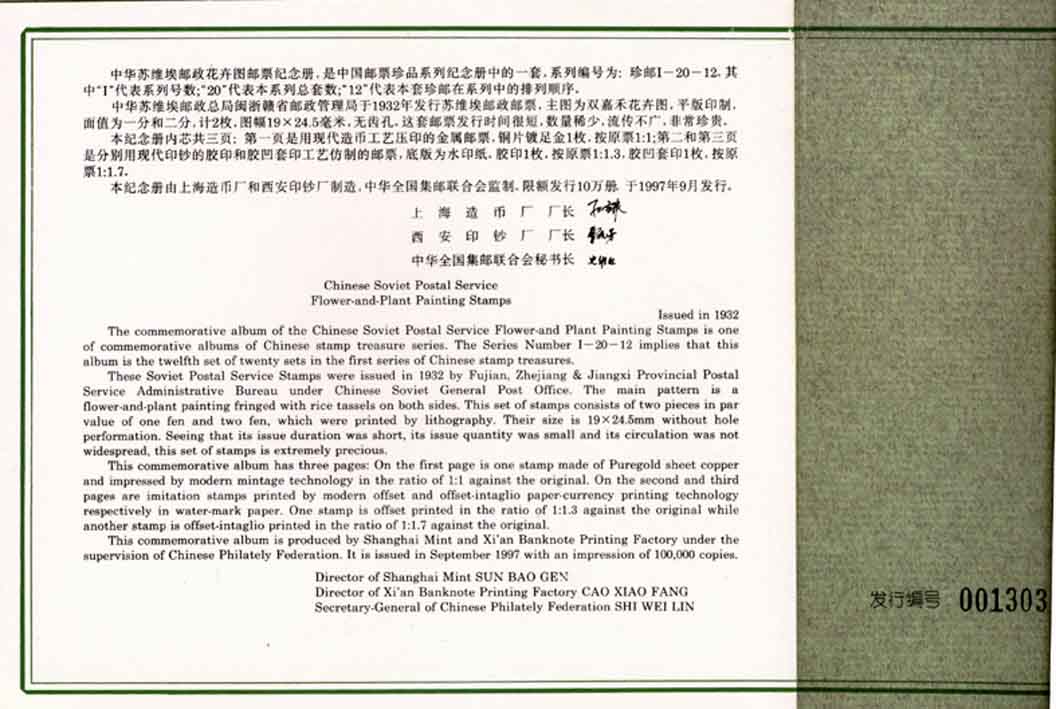 中华苏维埃邮政花卉图邮票纪念册，是中国邮票珍品系列纪念册中的一套，系列编号为：珍邮I－20－12，其
中"I"代表系列号数；"20"代表本系列总套数；"12"代表本套珍邮在系列中的排列顺序。
中华苏维埃邮政总局闽浙赣省邮政管理局于1932年发行苏维埃邮政邮票，主图为双嘉禾花卉图，平版印制，
面值为一分和二分，计2枚，图幅19×24.5毫米，无齿孔，这套邮票发行时间很短，数量稀少，流传不广，非常珍贵。
本纪念册内芯共三页：第一页是用现代造币工艺压印的金属邮票，铜片镀足金1枚，按原票1:1；第二和第三页
是分别用现代印钞的胶印和胶凹套印工艺仿制的邮票，底版为水印纸，胶印1枚，按原票1:1.3，胶凹套印1枚，按原
票1:1.7。
本纪念册由上海造币厂和西安印钞厂制造，中华全国集邮联合会监制，限额发行10万册，于1997年9月发行。
上海造币厂厂长
西安印钞厂厂长
中华全国集邮联合会秘书长
Chinese Soviet Postal Service
Flower-and-Plant Painting Stamps
Issued in 1932
The commemorative album of the Chinese Soviet Postal Service Flower-and Plant Painting Stamps is one
of commemorative albums of Chinese stamp treasure series. The Series Number I－20－12 implies that this
album is the twelfth set of twenty sets in the first series of Chinese stamp treasures.
These Soviet Postal Service Stamps were issued in 1932 by Fujian, Zhejiang & Jiangxi Provincial Postal
Service Administrative Bureau under Chinese Soviet General Post Office. The main pattern is a
flower-and-plant painting fringed with rice tassels on both sides. This set of stamps consists of two pieces in par
value of one fen and two fen, which were printed by lithography. Their size is 19×24.5mm without hole
performation. Seeing that its issue duration was short, its issue quantity was small and its circulation was not
widespread, this set of stamps is extremely precious.
This commemorative album has three pages: On the first page is one stamp made of Puregold sheet copper
and impressed by modern mintage technology in the ratio of 1:1 against the original. On the second and third
pages are imitation stamps printed by modern offset and offset-intaglio paper-currency printing technology
respectively in water-mark paper. One stamp is offset printed in the ratio of 1:1.3 against the original while
another stamp is offset-intaglio printed in the ratio of 1:1.7 against the original.
This commemorative album is produced by Shanghai Mint and Xi'an Banknote Printing Factory under the
supervision of Chinese Philately Federation. It is issued in September 1997 with an impression of 100,000 copies.
Director of Shanghai Mint SUN BAO GEN
Director of Xi'an Banknote Printing Factory CAO XIAO FANG
Secretary-General of Chinese Philately Federation SHI WEI LIN
发行编号 001303